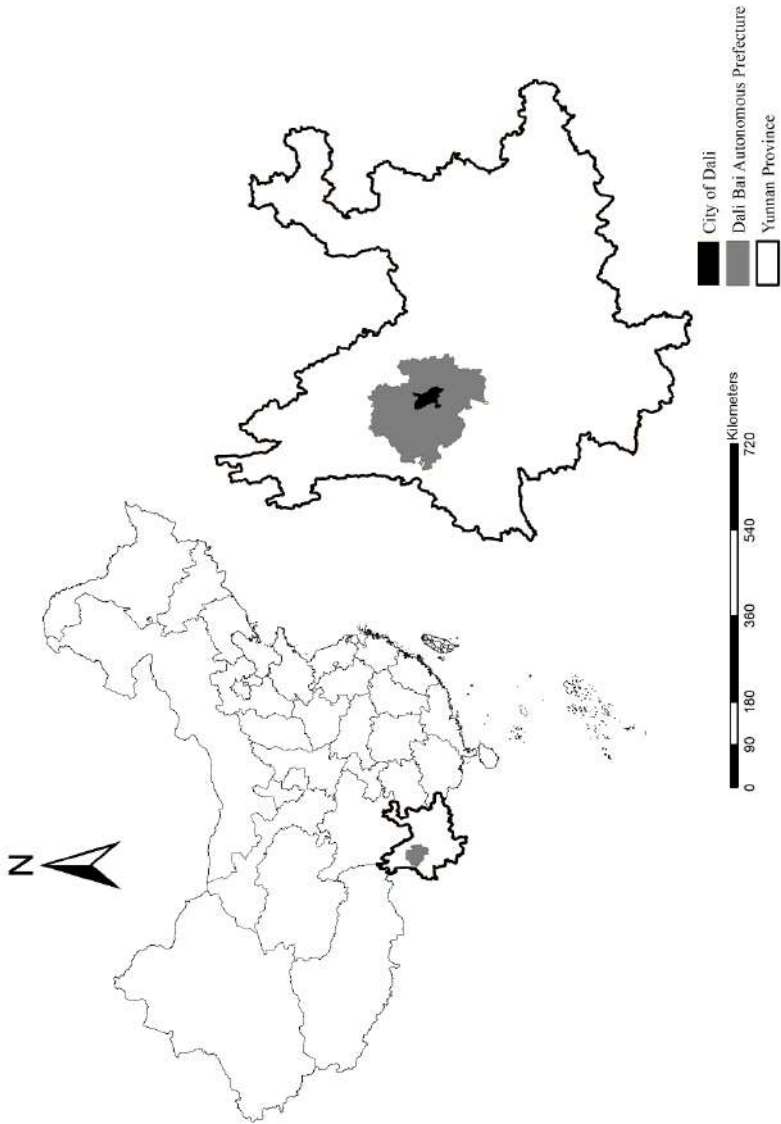 N
City of Dali
Dali Bai Autonomous Prefecture
Yunnan Province
Kilometers
0 90 180 360 540 720